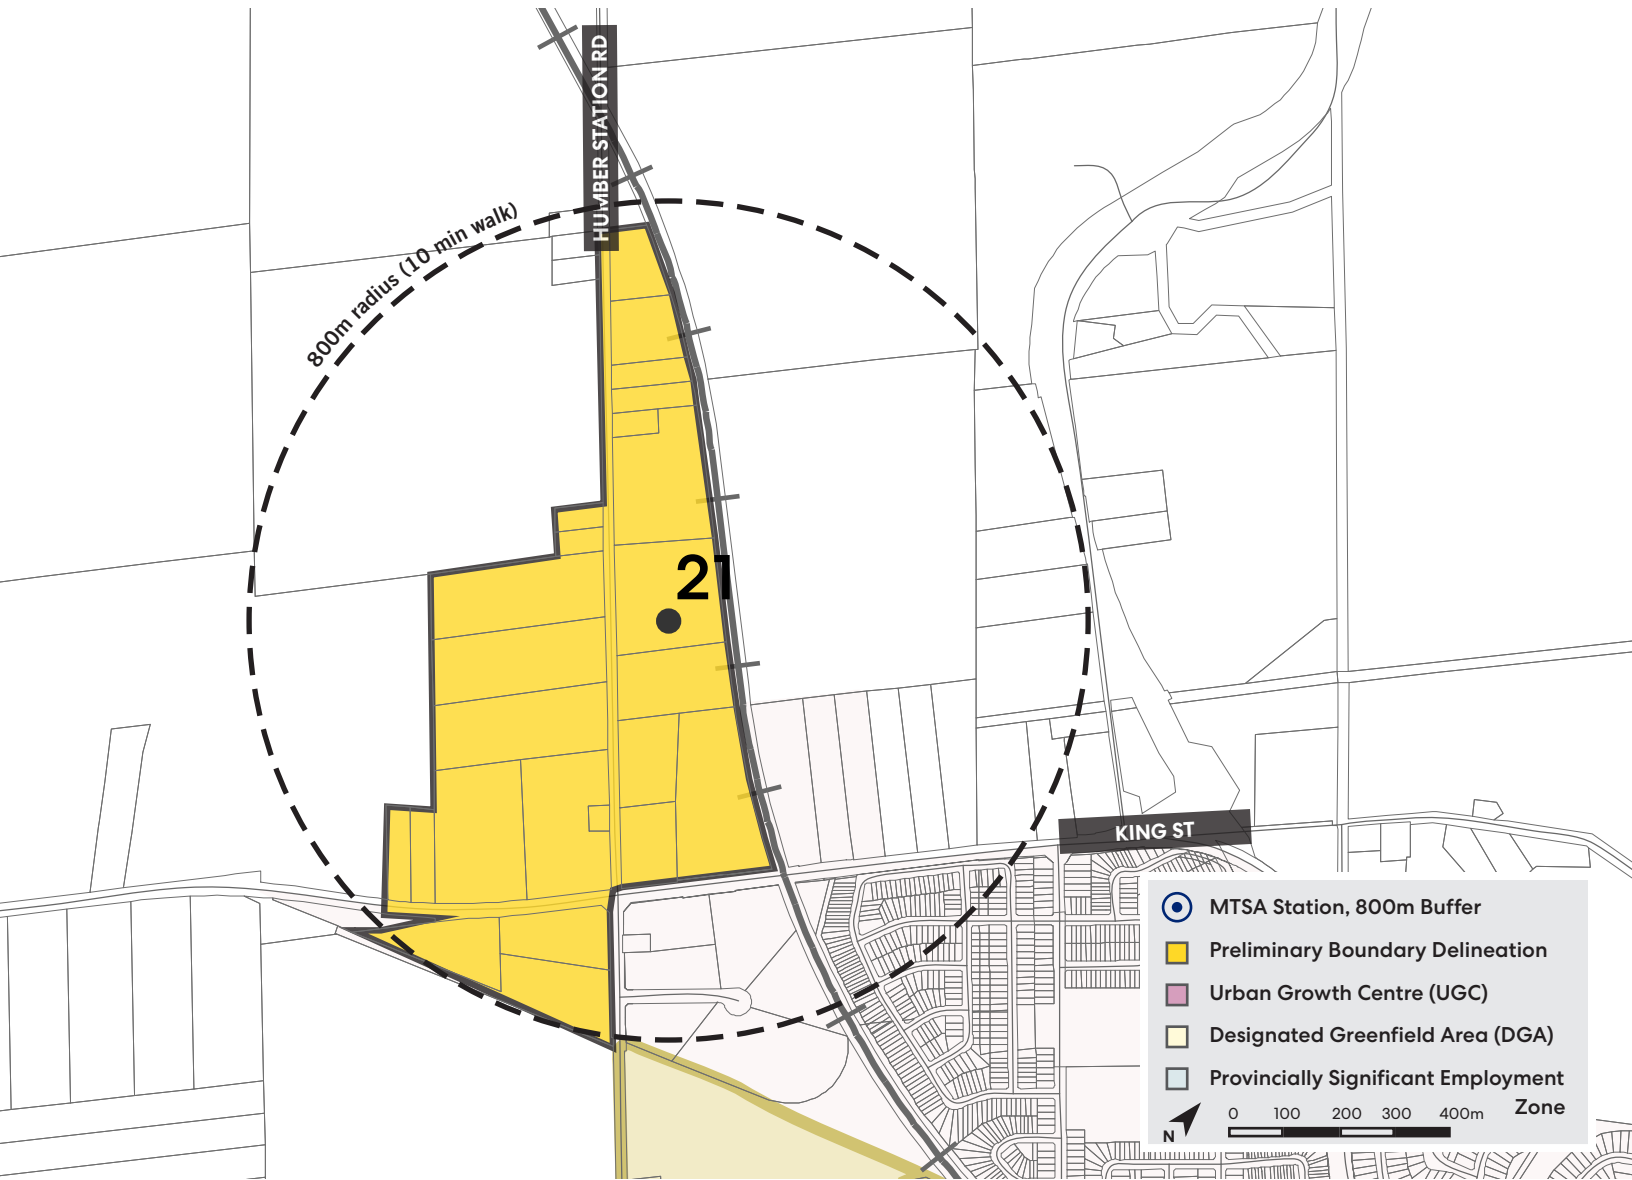 HUMBER STATION RD
800m radius (10 min walk)
21
KING ST
MTSA Station, 800m Buffer
Preliminary Boundary Delineation
Urban Growth Centre (UGC)
Designated Greenfield Area (DGA)
Provincially Significant Employment
Zone
0 100 200 300 400m
N